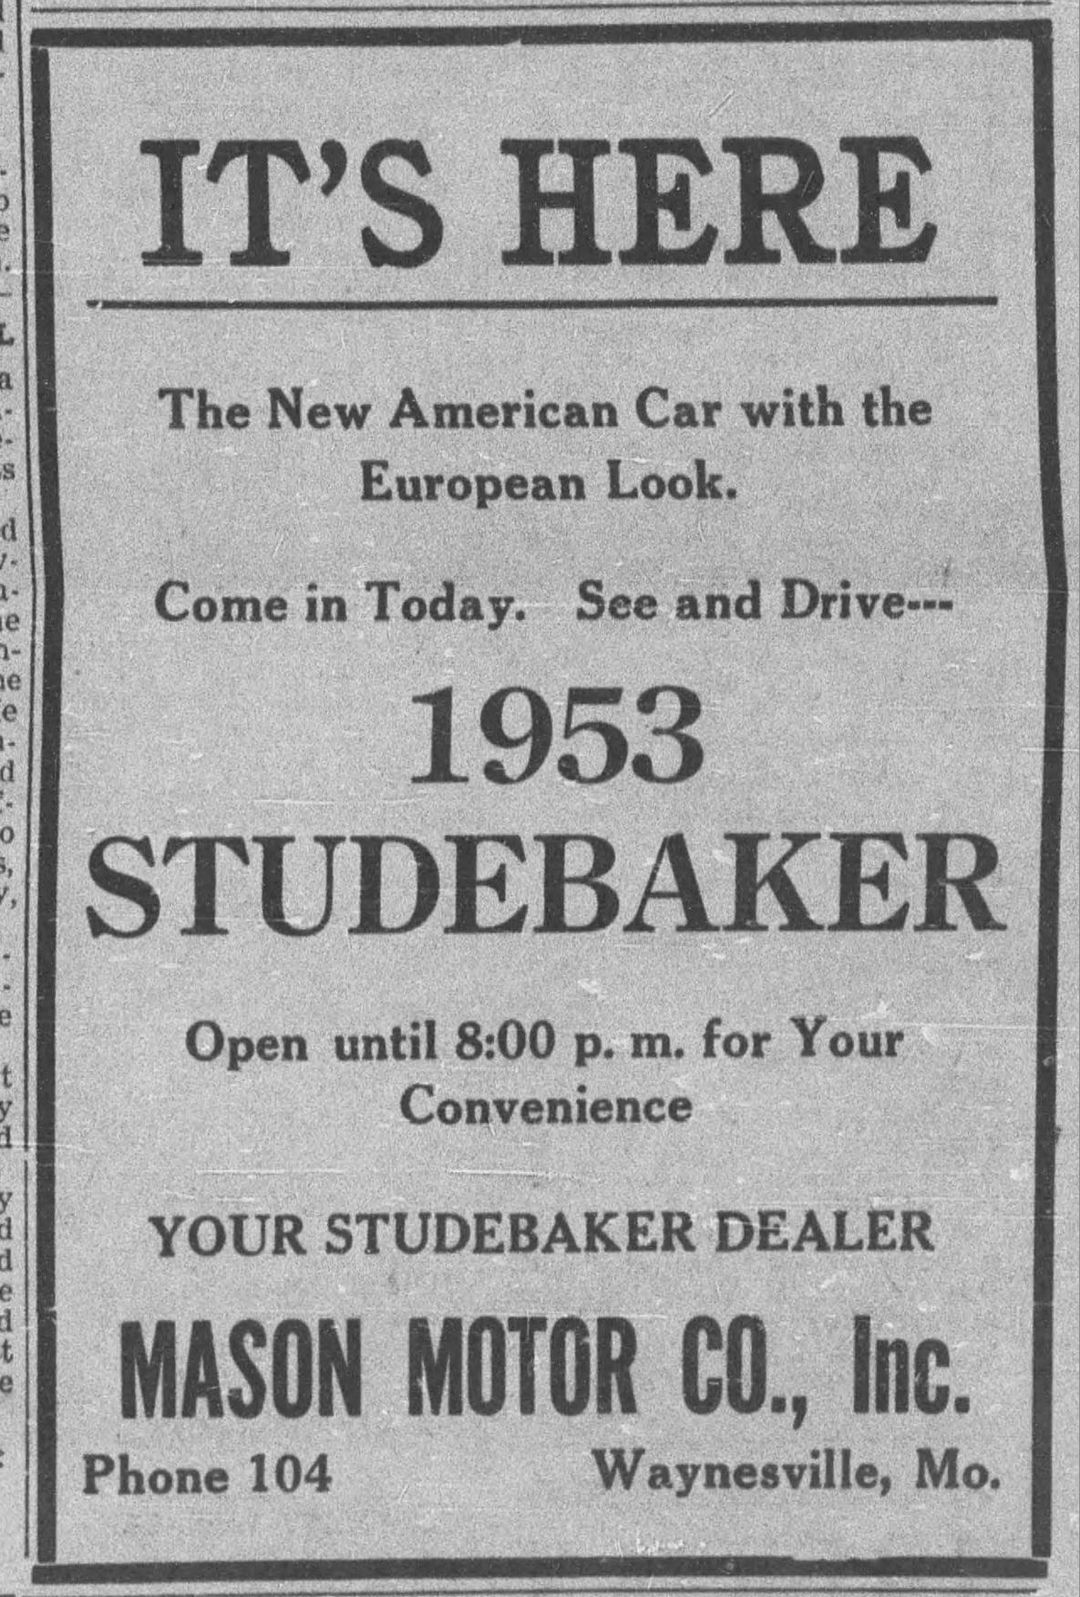 IT'S HERE
The New American Car with the
European Look.
Come in Today. See and Drive---
1953
STUDEBAKER
Open until 8:00 p. m. for Your
Convenience
YOUR STUDEBAKER DEALER
MASON MOTOR CO., Inc.
Phone 104 Waynesville, Mo.